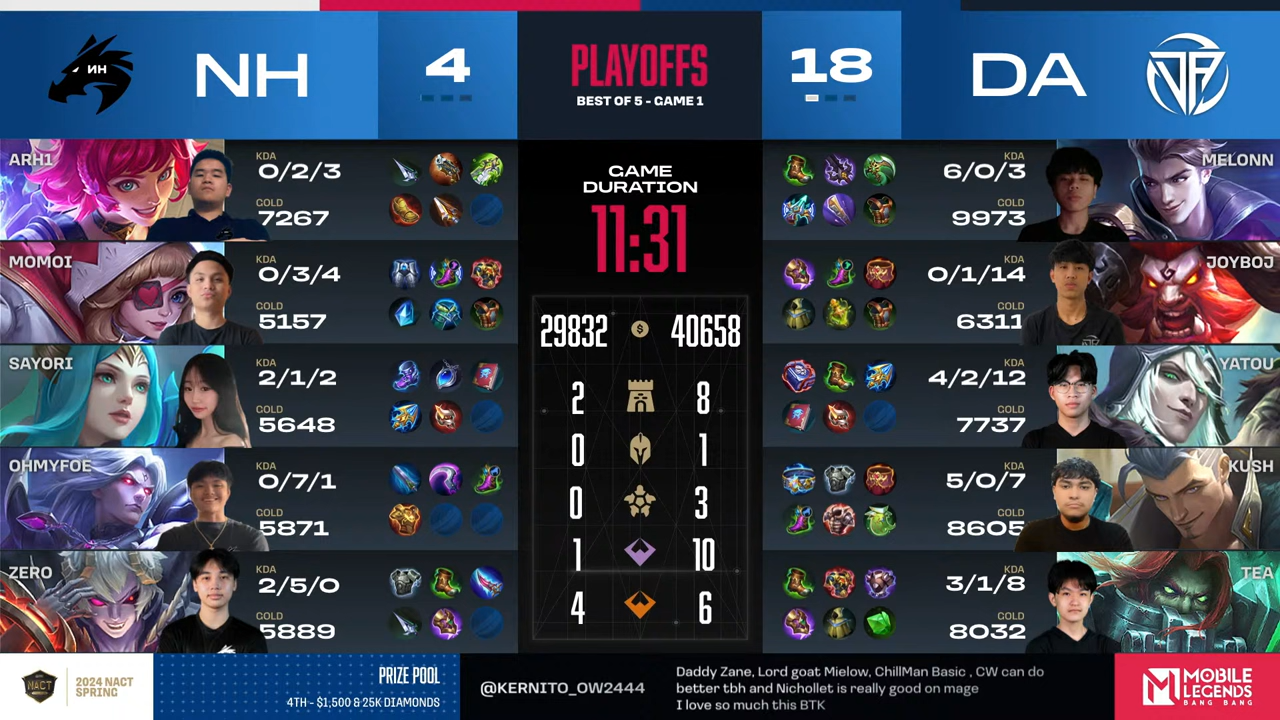 NH
NH
4
PLAYOFFS
BEST OF 5 - GAME 1
18
DA
ARH1
KDA
0/2/3
GOLD
7267
MOMOI
KDA
0/3/4
GOLD
5157
SAYORI
KDA
2/1/2
GOLD
5648
OHMYFOE
KDA
0/7/1
GOLD
5871
ZERO
KDA
2/5/0
GOLD
5889
GAME
DURATION
11:31
29832 $ 40658
2 8
0 1
0 3
1 10
4 6
MELONN
KDA
6/0/3
GOLD
9973
JOYBOJ
KDA
0/1/14
GOLD
6311
YATOU
KDA
4/2/12
GOLD
7737
KUSH
KDA
5/0/7
GOLD
8605
TEA
KDA
3/1/8
GOLD
8032
NACT
2024 NACT
SPRING
PRIZE POOL
4TH - $1,500 & 25K DIAMONDS
@KERNITO_OW2444
Daddy Zane, Lord goat Mielow, ChillMan Basic , CW can do
better tbh and Nichollet is really good on mage
I love so much this BTK
MOBILE
LEGENDS
BANG BANG